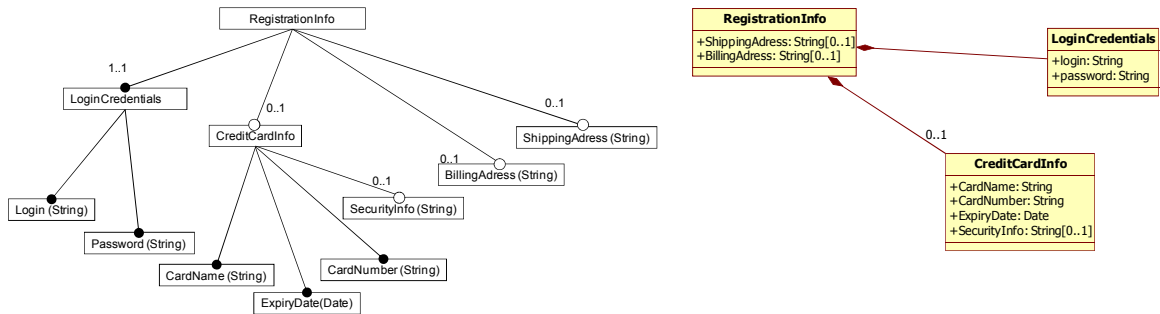 RegistrationInfo
1..1
LoginCredentials
0..1
CreditCardInfo
0..1
ShippingAdress (String)
0..1
BillingAdress (String)
0..1
SecurityInfo (String)
Login (String)
Password (String)
CardName (String)
CardNumber (String)
ExpiryDate(Date)
RegistrationInfo
+ShippingAdress: String[0..1]
+BillingAdress: String[0..1]
LoginCredentials
+login: String
+password: String
0..1
CreditCardInfo
+CardName: String
+CardNumber: String
+ExpiryDate: Date
+SecurityInfo: String[0..1]